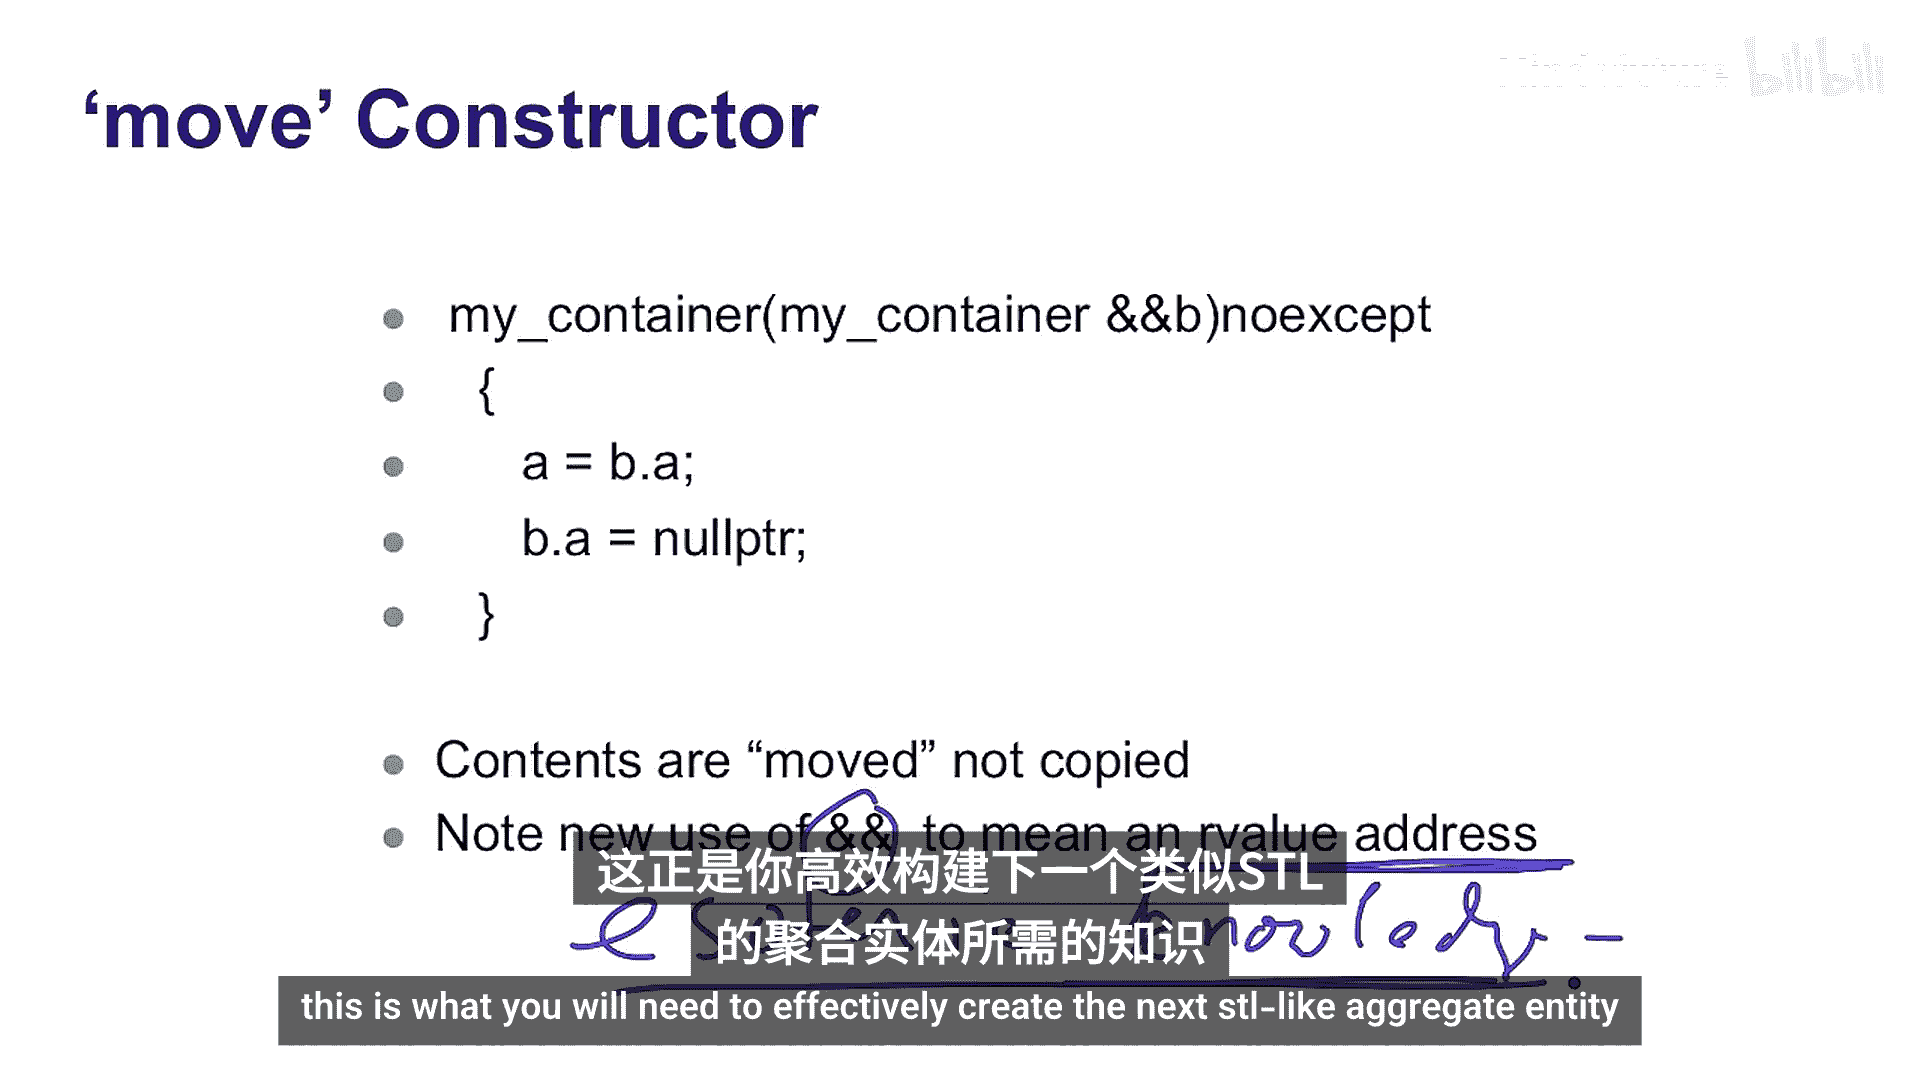 ‘move’ Constructor
bilibili
my_container(my_container &&b)noexcept
{
a = b.a;
b.a = nullptr;
}
Contents are “moved” not copied
Note new use of && to mean an rvalue address
这正是你高效构建下一个类似STL
的聚合实体所需的知识
this is what you will need to effectively create the next stl-like aggregate entity